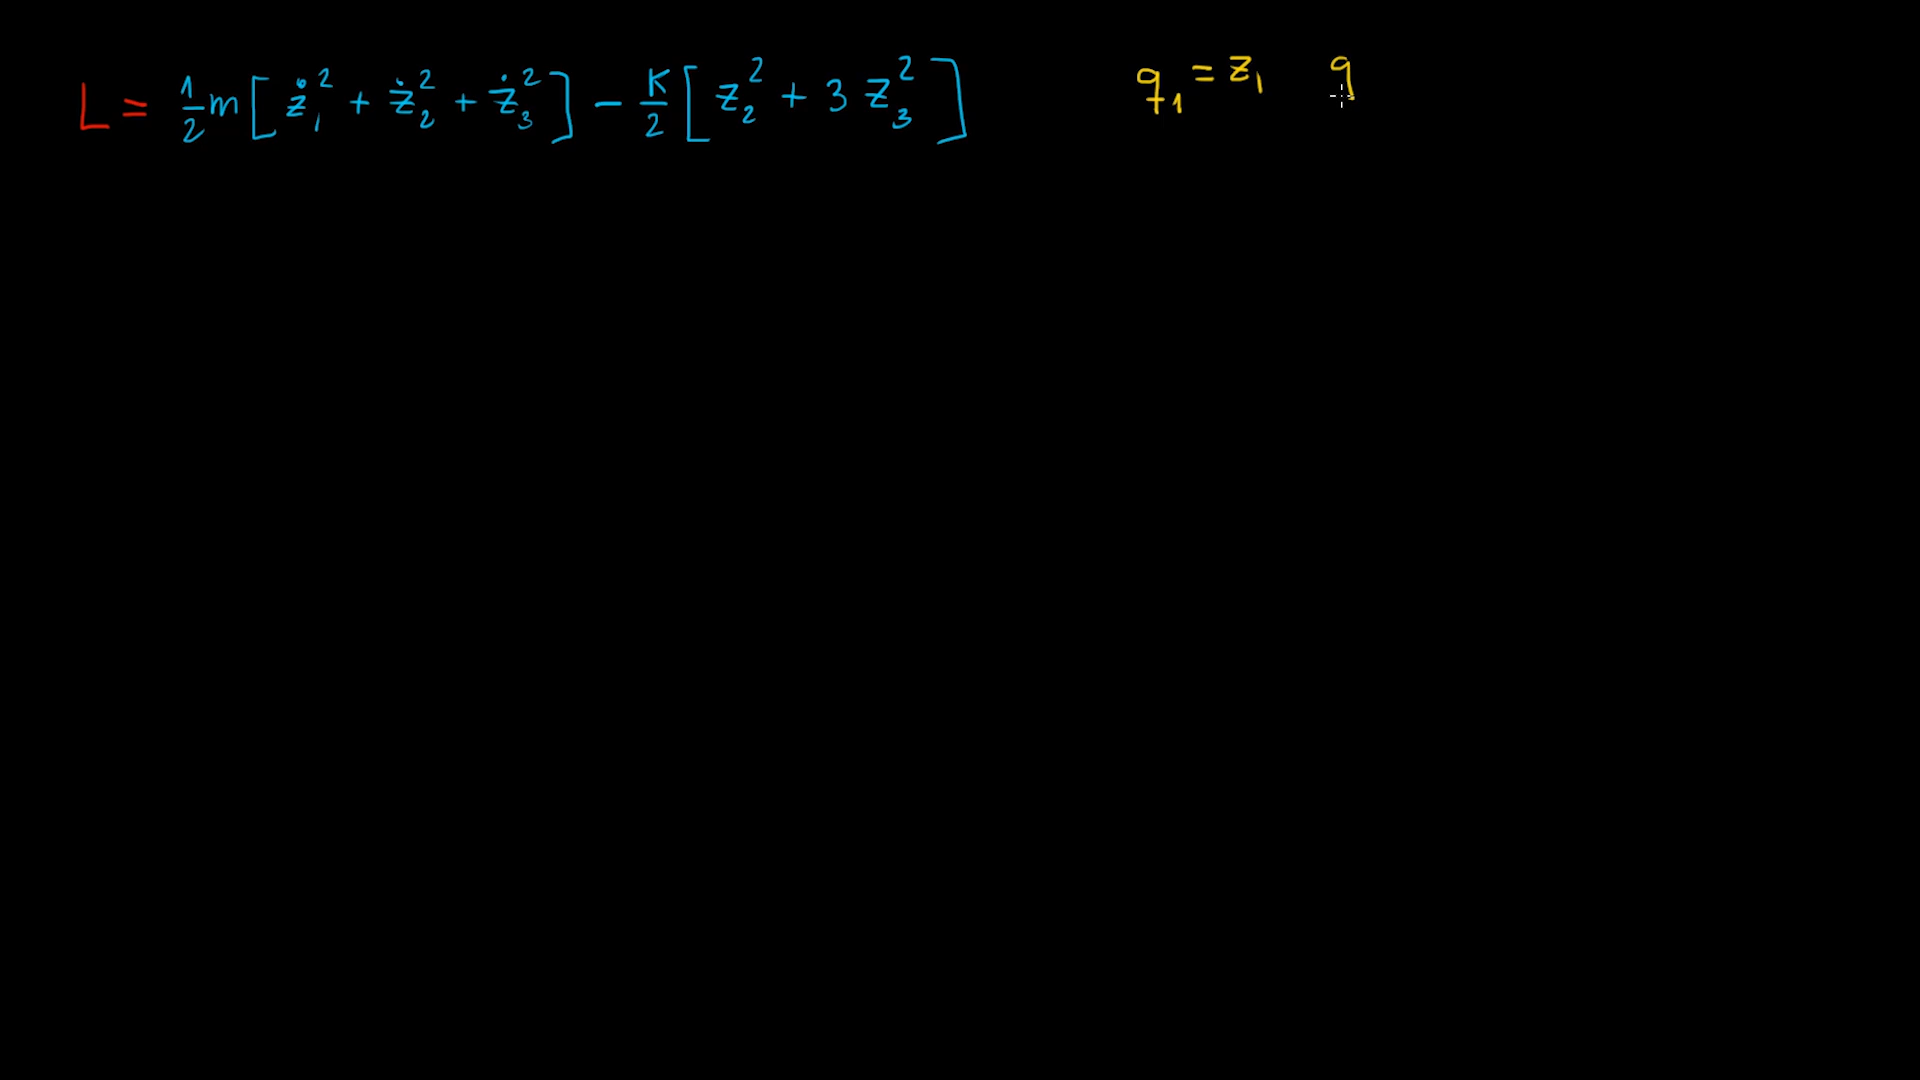 L = 1/2 m [ ż₁² + ż₂² + ż₃² ] − K/2 [ z₂² + 3 z₃² ] q₁ = z₁ q